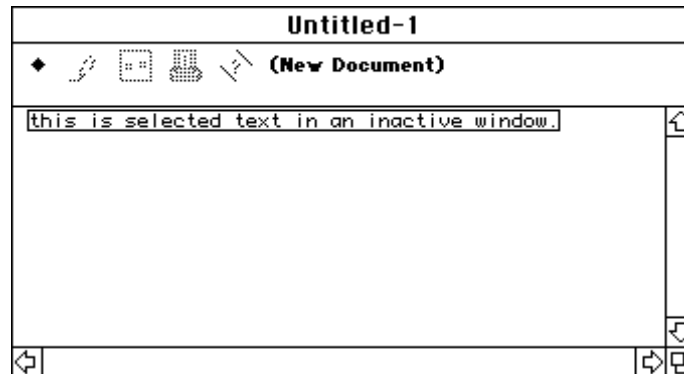 Untitled-1
(New Document)
this is selected text in an inactive window.